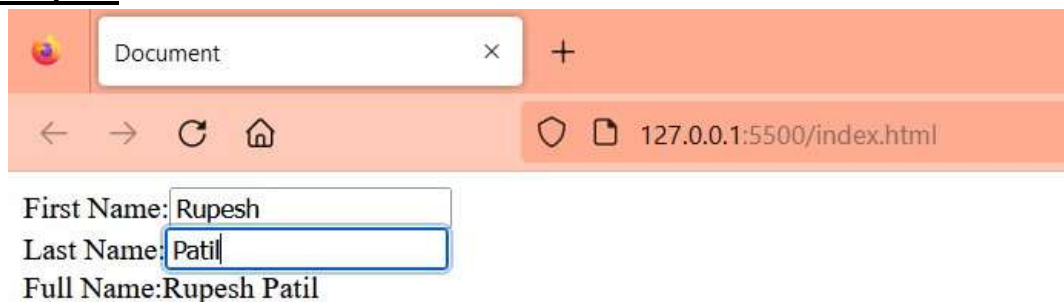 Document
127.0.0.1:5500/index.html
First Name: Rupesh
Last Name: Patil
Full Name:Rupesh Patil